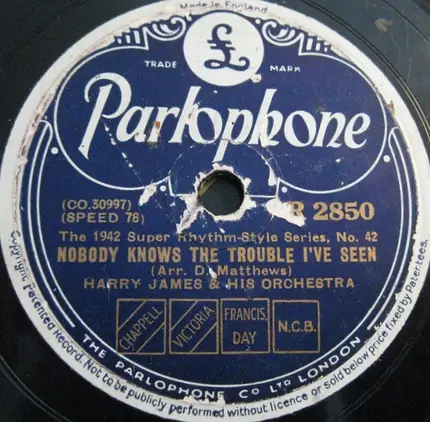 Made in England
£
TRADE MARK
Parlophone
(CO.30997)
(SPEED 78)
R 2850
The 1942 Super Rhythm-Style Series, No. 42
NOBODY KNOWS THE TROUBLE I'VE SEEN
(Arr. D. Matthews)
HARRY JAMES & HIS ORCHESTRA
CHAPPELL
VICTORIA
FRANCIS, DAY
N.C.B.
THE PARLOPHONE CO LTD LONDON
Copyright Patented Record. Not to be publicly performed without licence or sold below price fixed by Patentees.